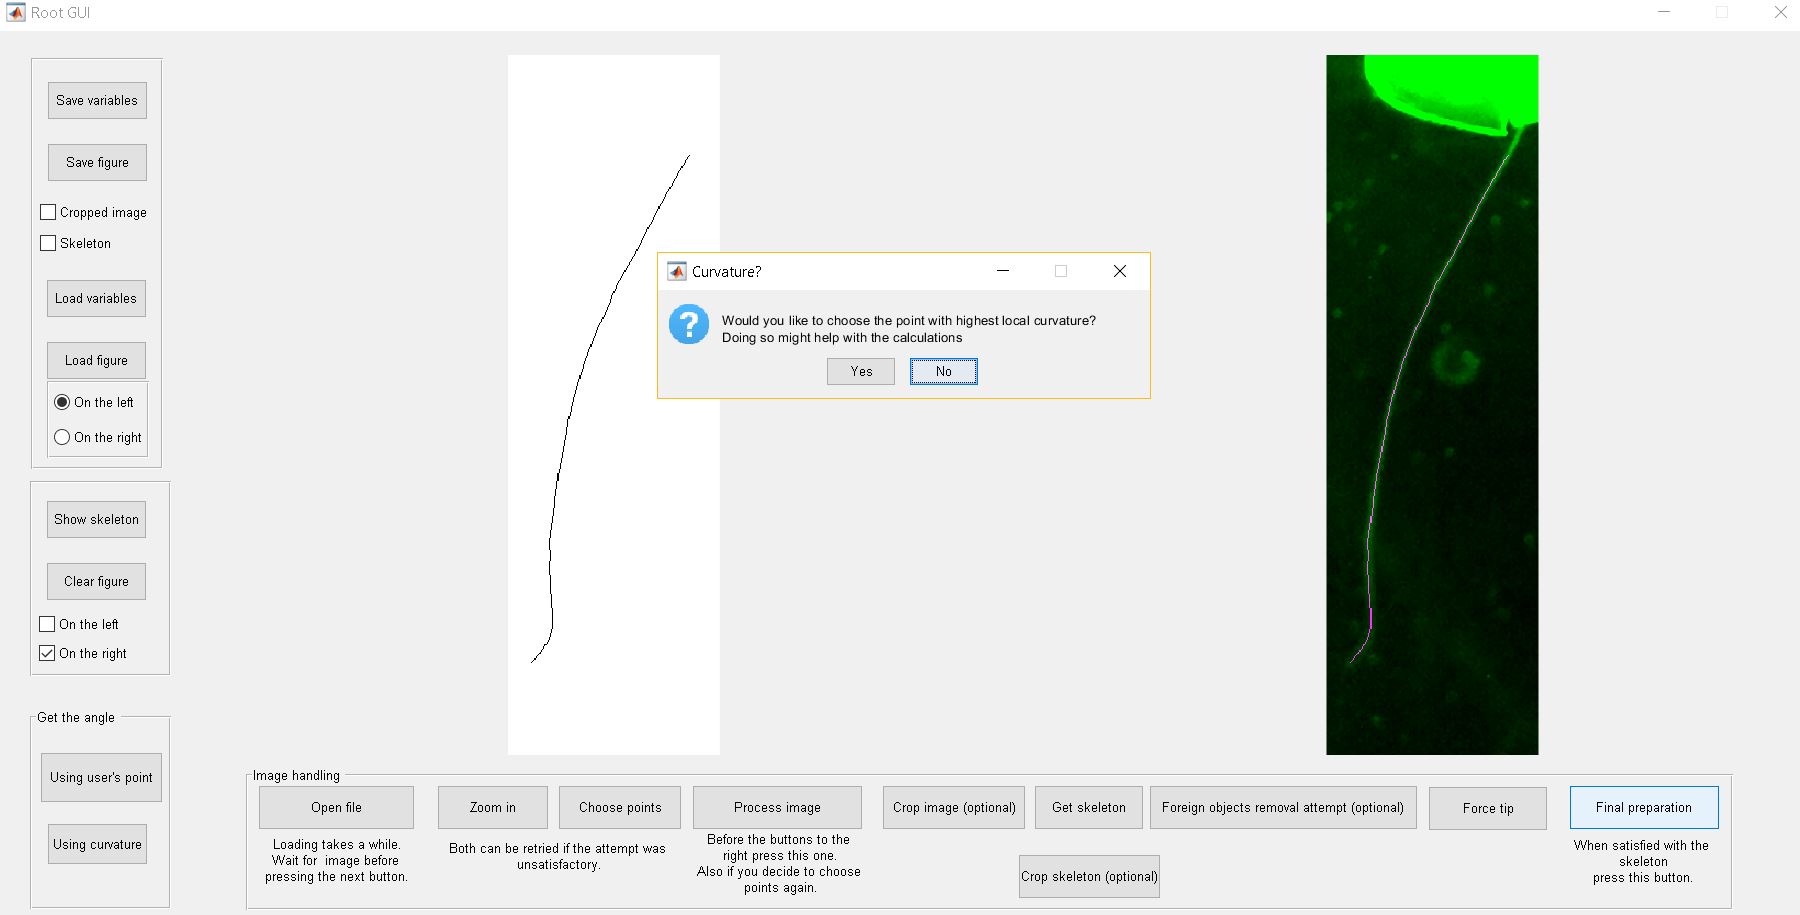 Root GUI
Save variables
Save figure
Cropped image
Skeleton
Load variables
Load figure
On the left
On the right
Show skeleton
Clear figure
On the left
On the right
Get the angle
Using user's point
Using curvature
Curvature?
Would you like to choose the point with highest local curvature?
Doing so might help with the calculations
Yes
No
Image handling
Open file
Loading takes a while.
Wait for image before
pressing the next button.
Zoom in
Choose points
Both can be retried if the attempt was
unsatisfactory.
Process image
Before the buttons to the
right press this one.
Also if you decide to choose
points again.
Crop image (optional)
Get skeleton
Foreign objects removal attempt (optional)
Crop skeleton (optional)
Force tip
Final preparation
When satisfied with the
skeleton
press this button.